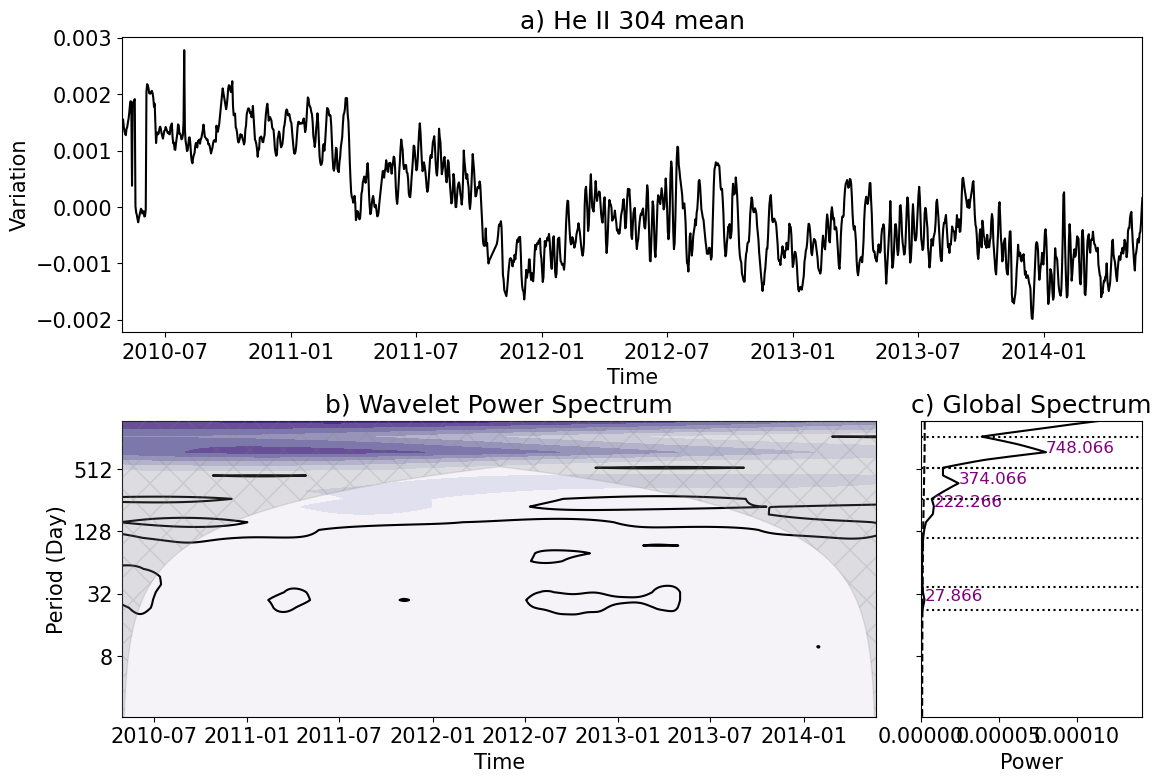 a) He II 304 mean
0.003
0.002
0.001
0.000
−0.001
−0.002
Variation
2010-07 2011-01 2011-07 2012-01 2012-07 2013-01 2013-07 2014-01
Time
b) Wavelet Power Spectrum
512
128
32
8
Period (Day)
2010-07 2011-01 2011-07 2012-01 2012-07 2013-01 2013-07 2014-01
Time
c) Global Spectrum
748.066
374.066
222.266
27.866
0.00000 0.00005 0.00010
Power